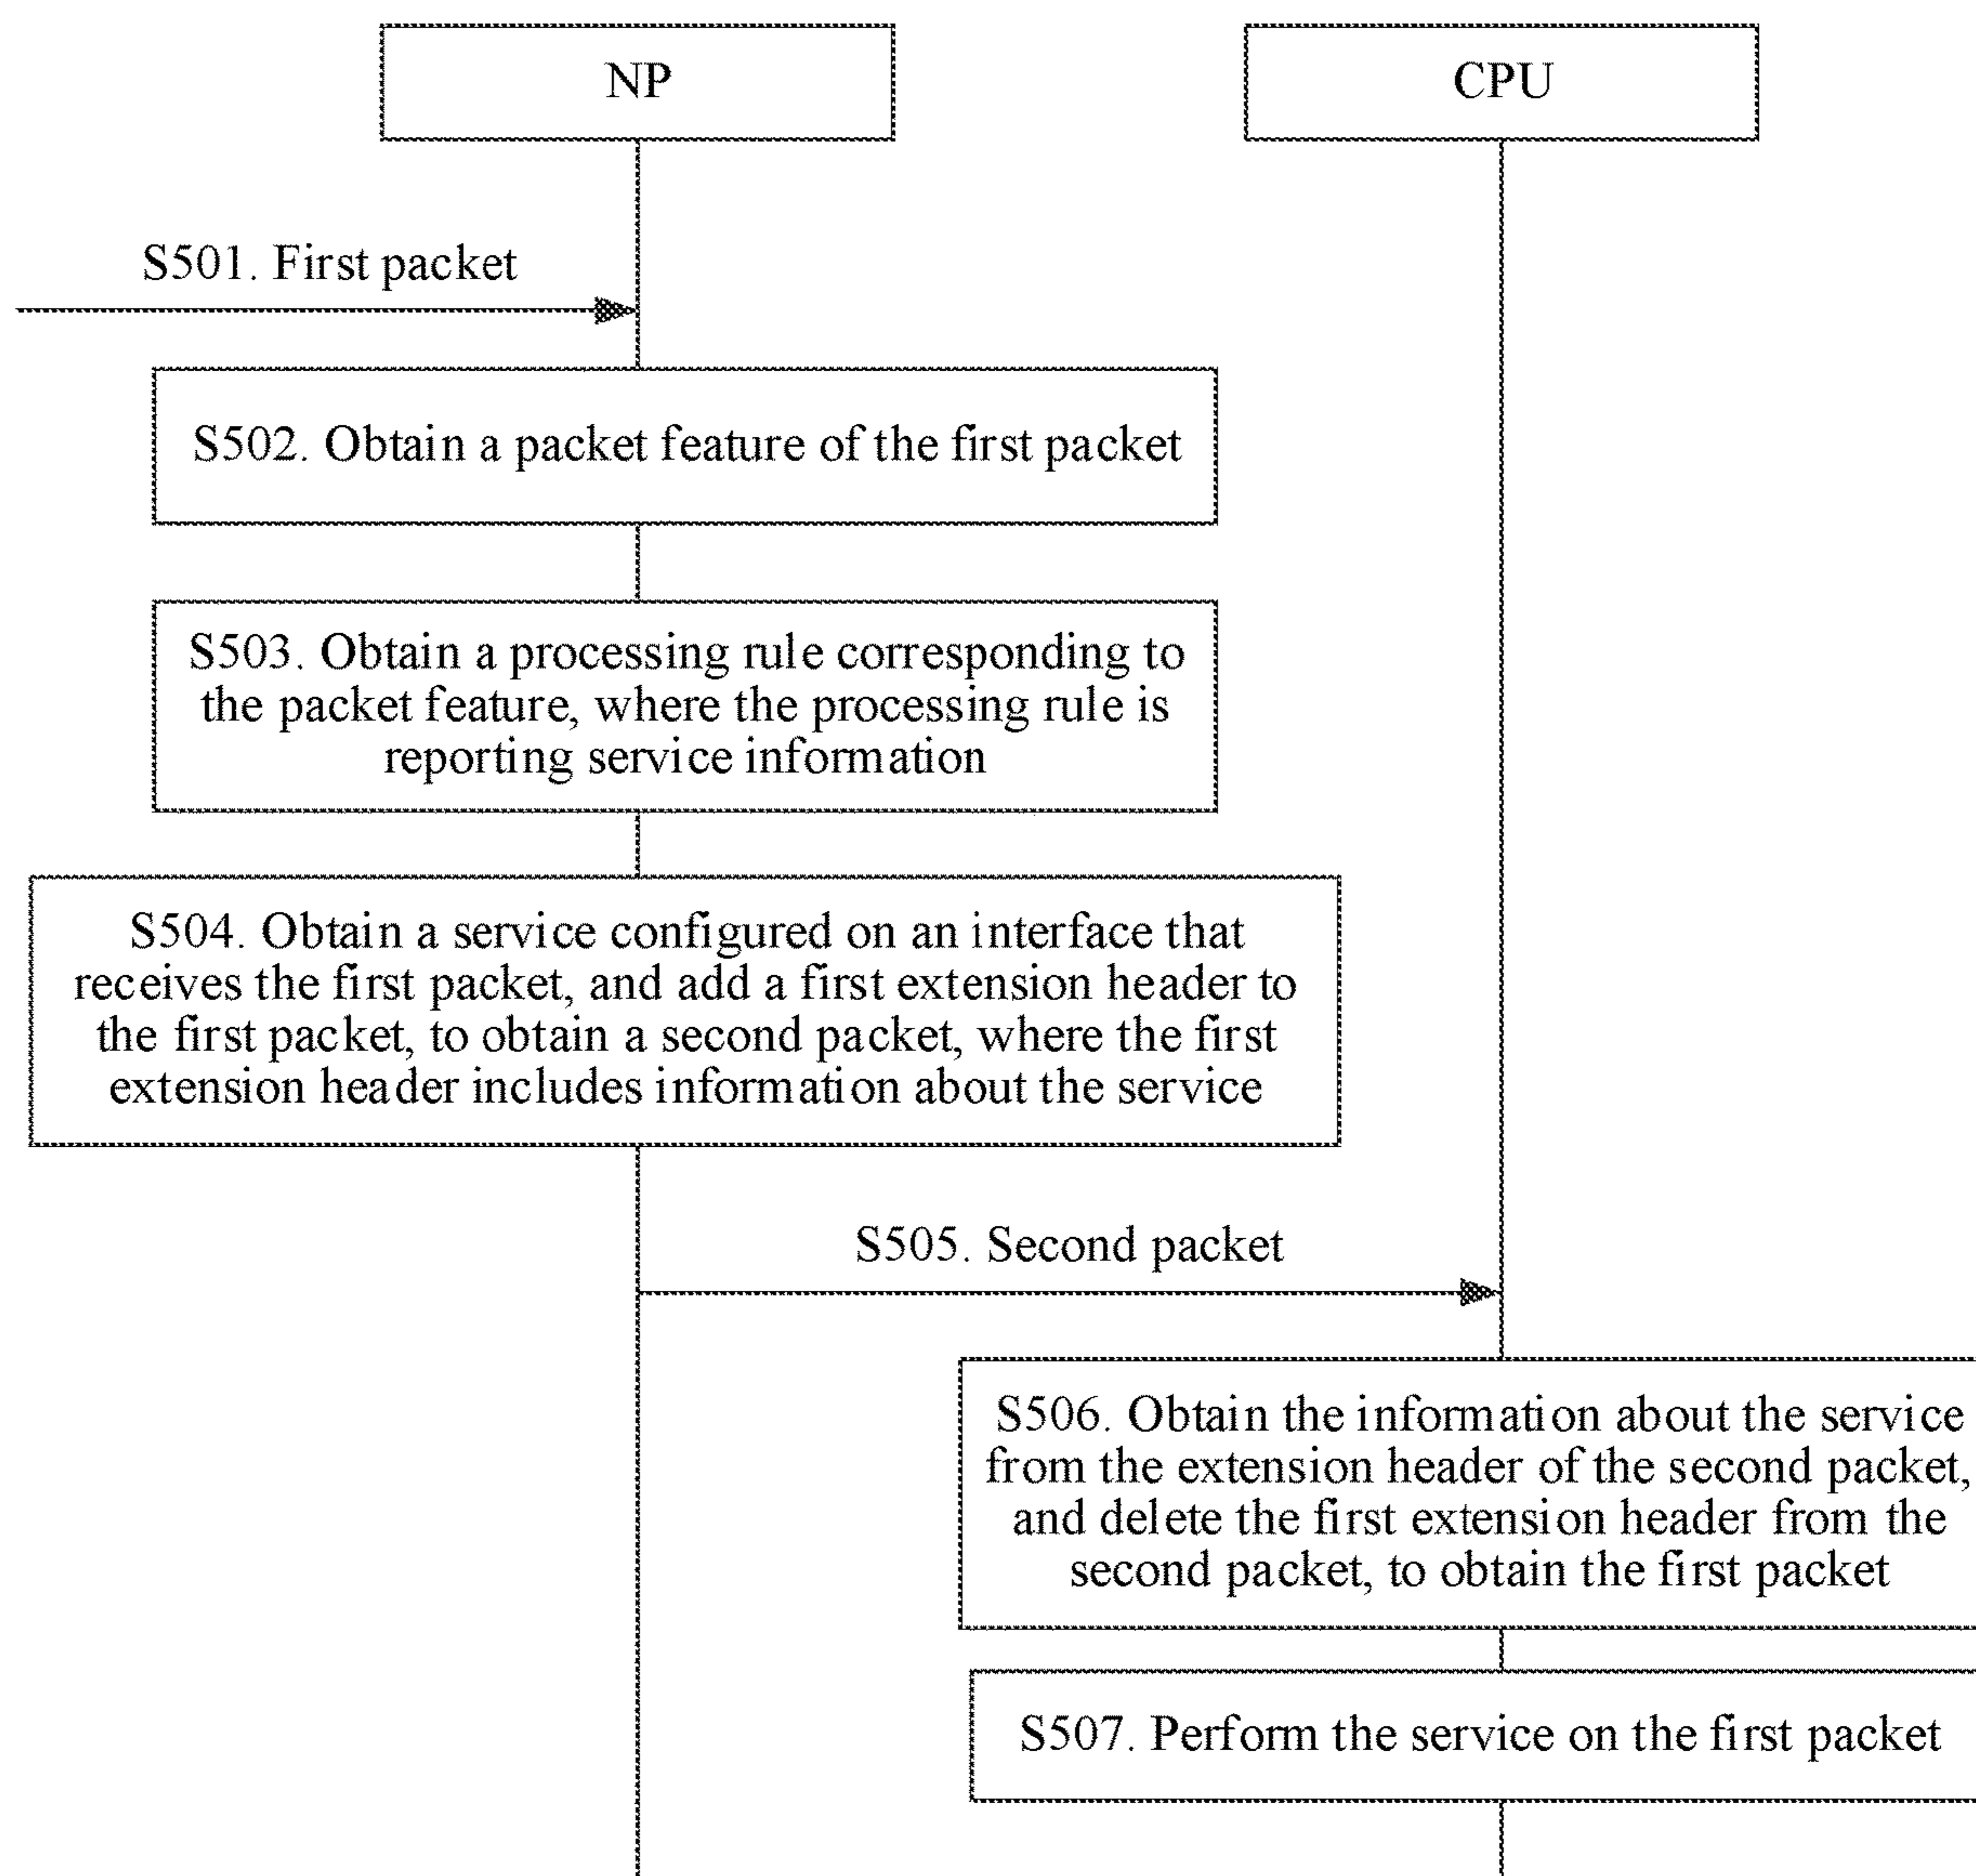 NP
CPU
S501. First packet
S502. Obtain a packet feature of the first packet
S503. Obtain a processing rule corresponding to
the packet feature, where the processing rule is
reporting service information
S504. Obtain a service configured on an interface that
receives the first packet, and add a first extension header to
the first packet, to obtain a second packet, where the first
extension header includes information about the service
S505. Second packet
S506. Obtain the information about the service
from the extension header of the second packet,
and delete the first extension header from the
second packet, to obtain the first packet
S507. Perform the service on the first packet